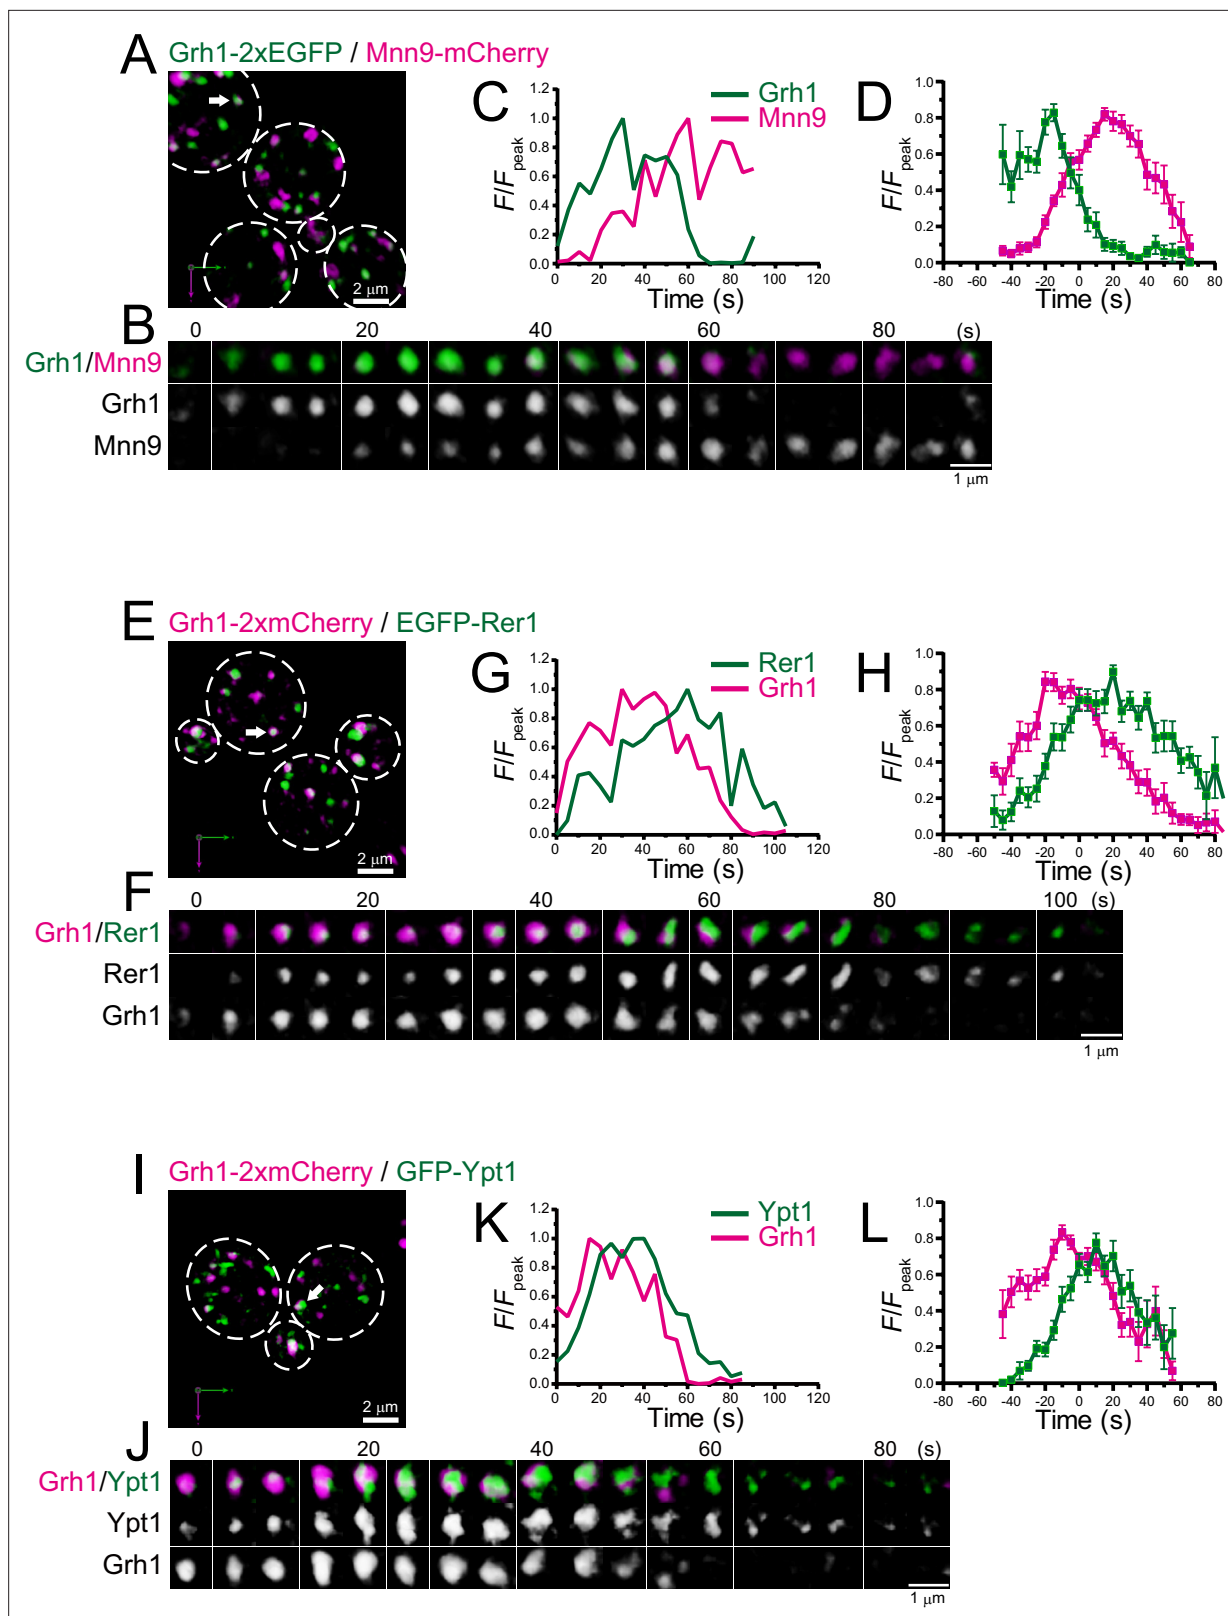 A Grh1-2xEGFP / Mnn9-mCherry
2 μm
C
Grh1
Mnn9
F/Fpeak
1.2
1.0
0.8
0.6
0.4
0.2
0.0
0 20 40 60 80 100 120
Time (s)
D
F/Fpeak
1.0
0.8
0.6
0.4
0.2
0
-80 -60 -40 -20 0 20 40 60 80
Time (s)
B
0 20 40 60 80 (s)
Grh1/Mnn9
Grh1
Mnn9
1 μm
E Grh1-2xmCherry / EGFP-Rer1
2 μm
G
Rer1
Grh1
F/Fpeak
1.2
1.0
0.8
0.6
0.4
0.2
0.0
0 20 40 60 80 100 120
Time (s)
H
F/Fpeak
1.0
0.8
0.6
0.4
0.2
0
-80 -60 -40 -20 0 20 40 60 80
Time (s)
F
0 20 40 60 80 100 (s)
Grh1/Rer1
Rer1
Grh1
1 μm
I Grh1-2xmCherry / GFP-Ypt1
2 μm
K
Ypt1
Grh1
F/Fpeak
1.2
1.0
0.8
0.6
0.4
0.2
0.0
0 20 40 60 80 100 120
Time (s)
L
F/Fpeak
1.0
0.8
0.6
0.4
0.2
0
-80 -60 -40 -20 0 20 40 60 80
Time (s)
J
0 20 40 60 80 (s)
Grh1/Ypt1
Ypt1
Grh1
1 μm